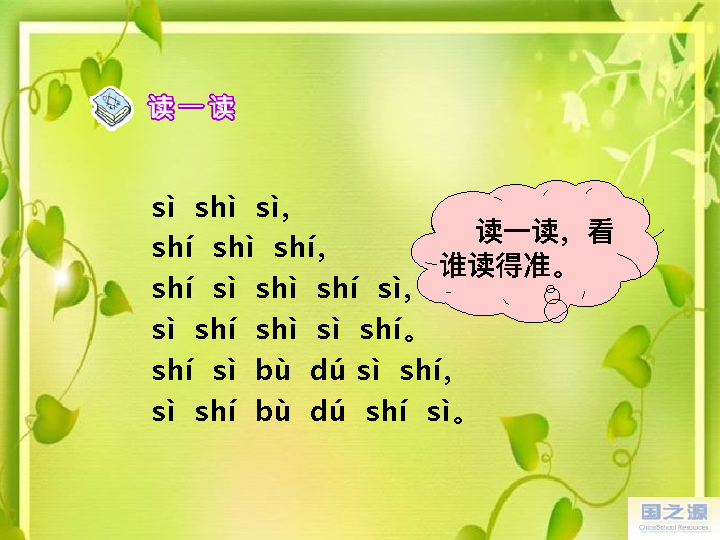 读一读
sì shì sì,
shí shì shí,
shí sì shì shí sì,
sì shí shì sì shí。
shí sì bù dú sì shí,
sì shí bù dú shí sì。
读一读，看
谁读得准。
国之源
ChinaSchool Resources